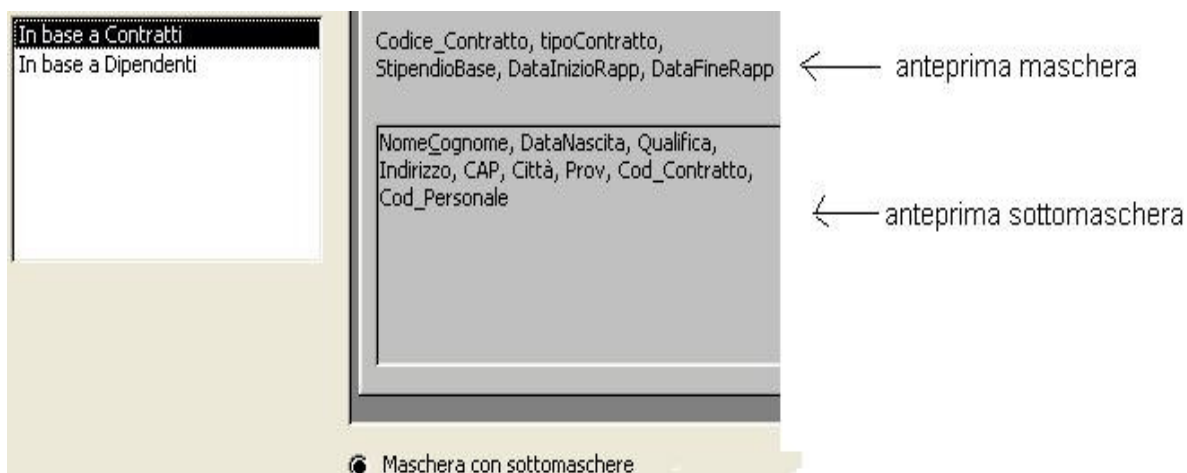 In base a Contratti
In base a Dipendenti
Codice_Contratto, tipoContratto,
StipendioBase, DataInizioRapp, DataFineRapp
anteprima maschera
NomeCognome, DataNascita, Qualifica,
Indirizzo, CAP, Città, Prov, Cod_Contratto,
Cod_Personale
anteprima sottomaschera
Maschera con sottomaschere